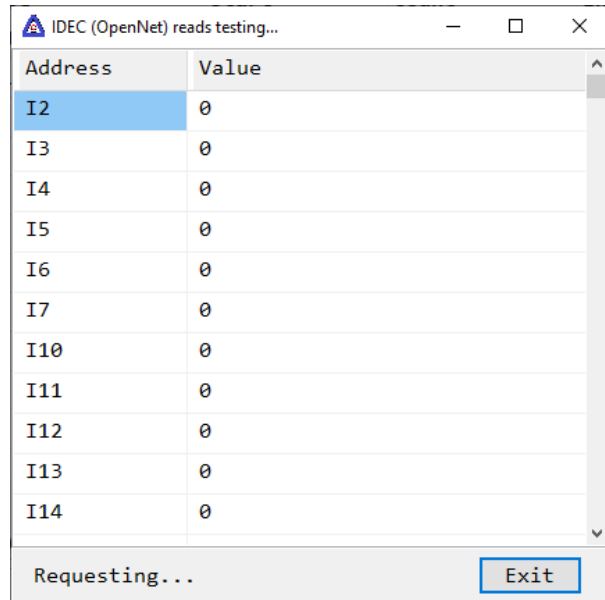 IDEC (OpenNet) reads testing...
Address Value
I2 0
I3 0
I4 0
I5 0
I6 0
I7 0
I10 0
I11 0
I12 0
I13 0
I14 0
Requesting... Exit